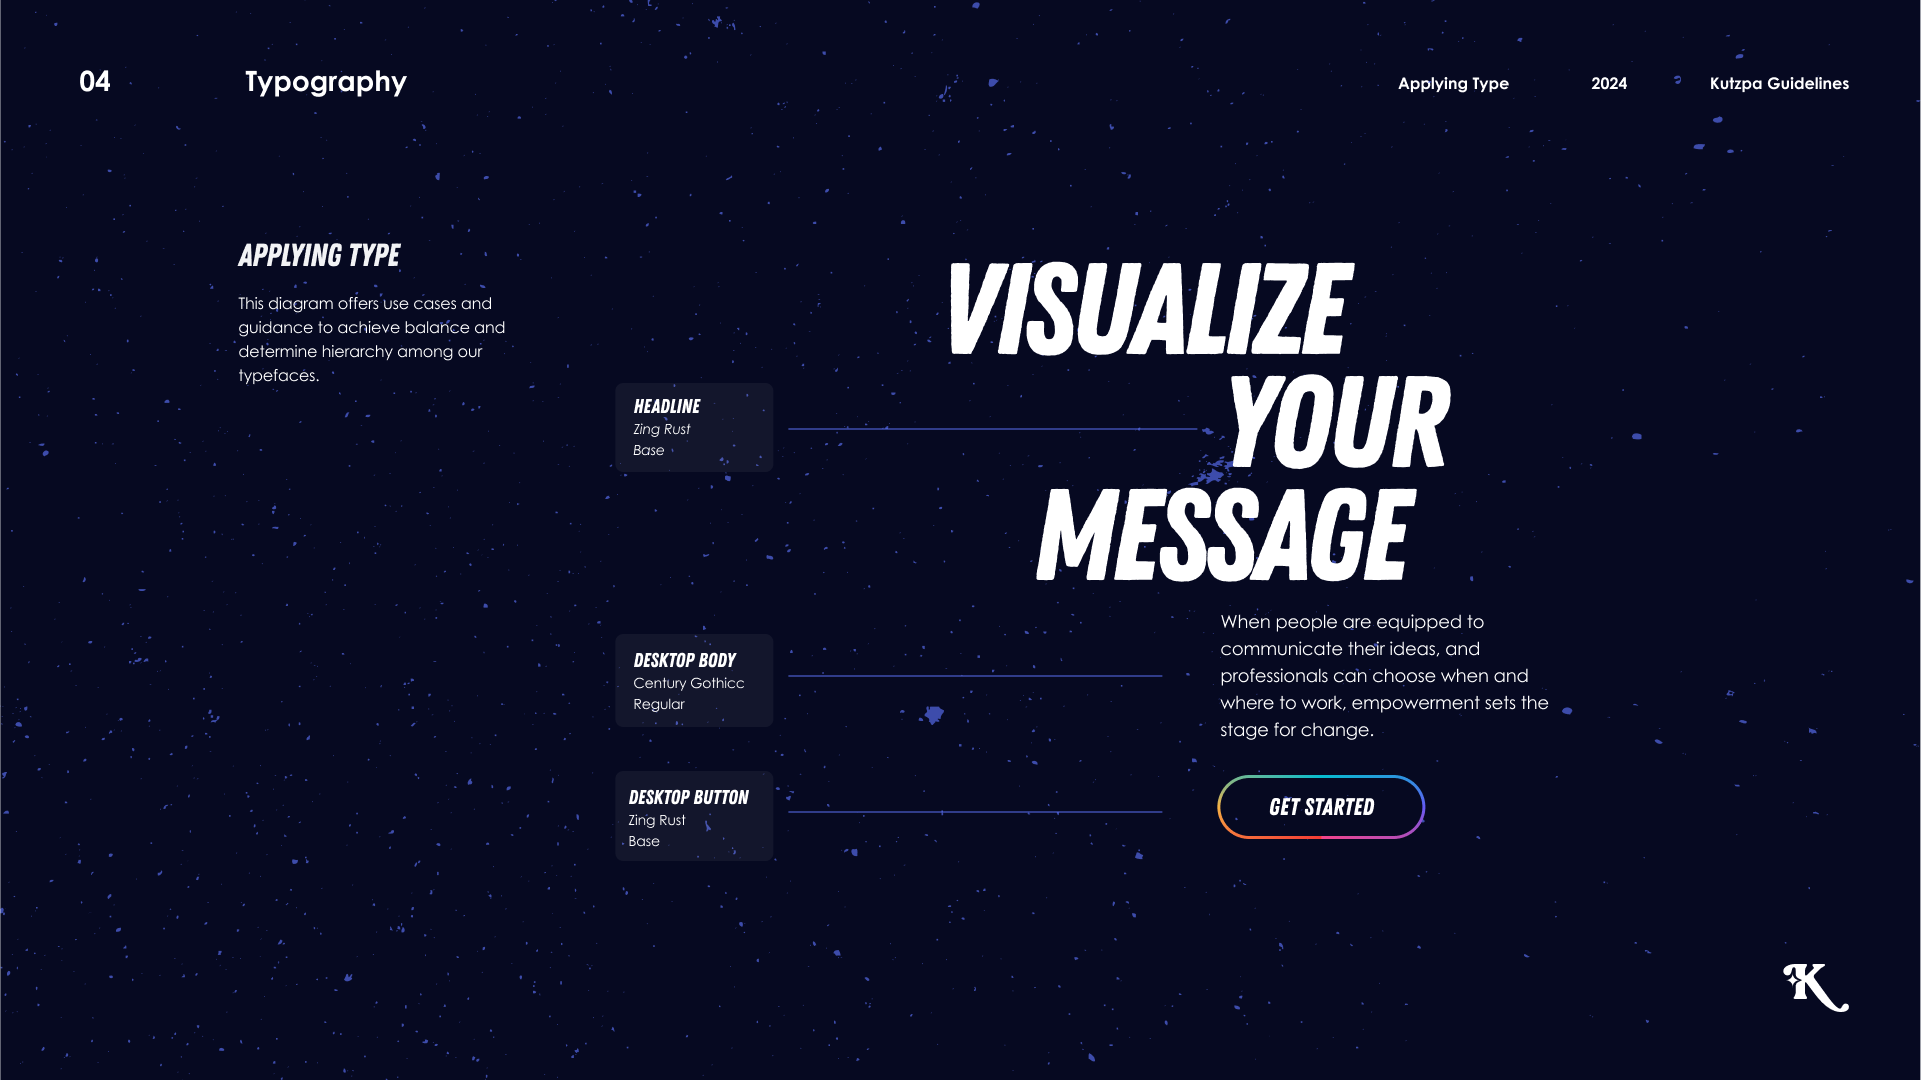 04
Typography
Applying Type
2024
Kutzpa Guidelines
APPLYING TYPE
This diagram offers use cases and
guidance to achieve balance and
determine hierarchy among our
typefaces.
HEADLINE
Zing Rust
Base
VISUALIZE
YOUR
MESSAGE
DESKTOP BODY
Century Gothicc
Regular
When people are equipped to
communicate their ideas, and
professionals can choose when and
where to work, empowerment sets the
stage for change.
DESKTOP BUTTON
Zing Rust
Base
GET STARTED
K